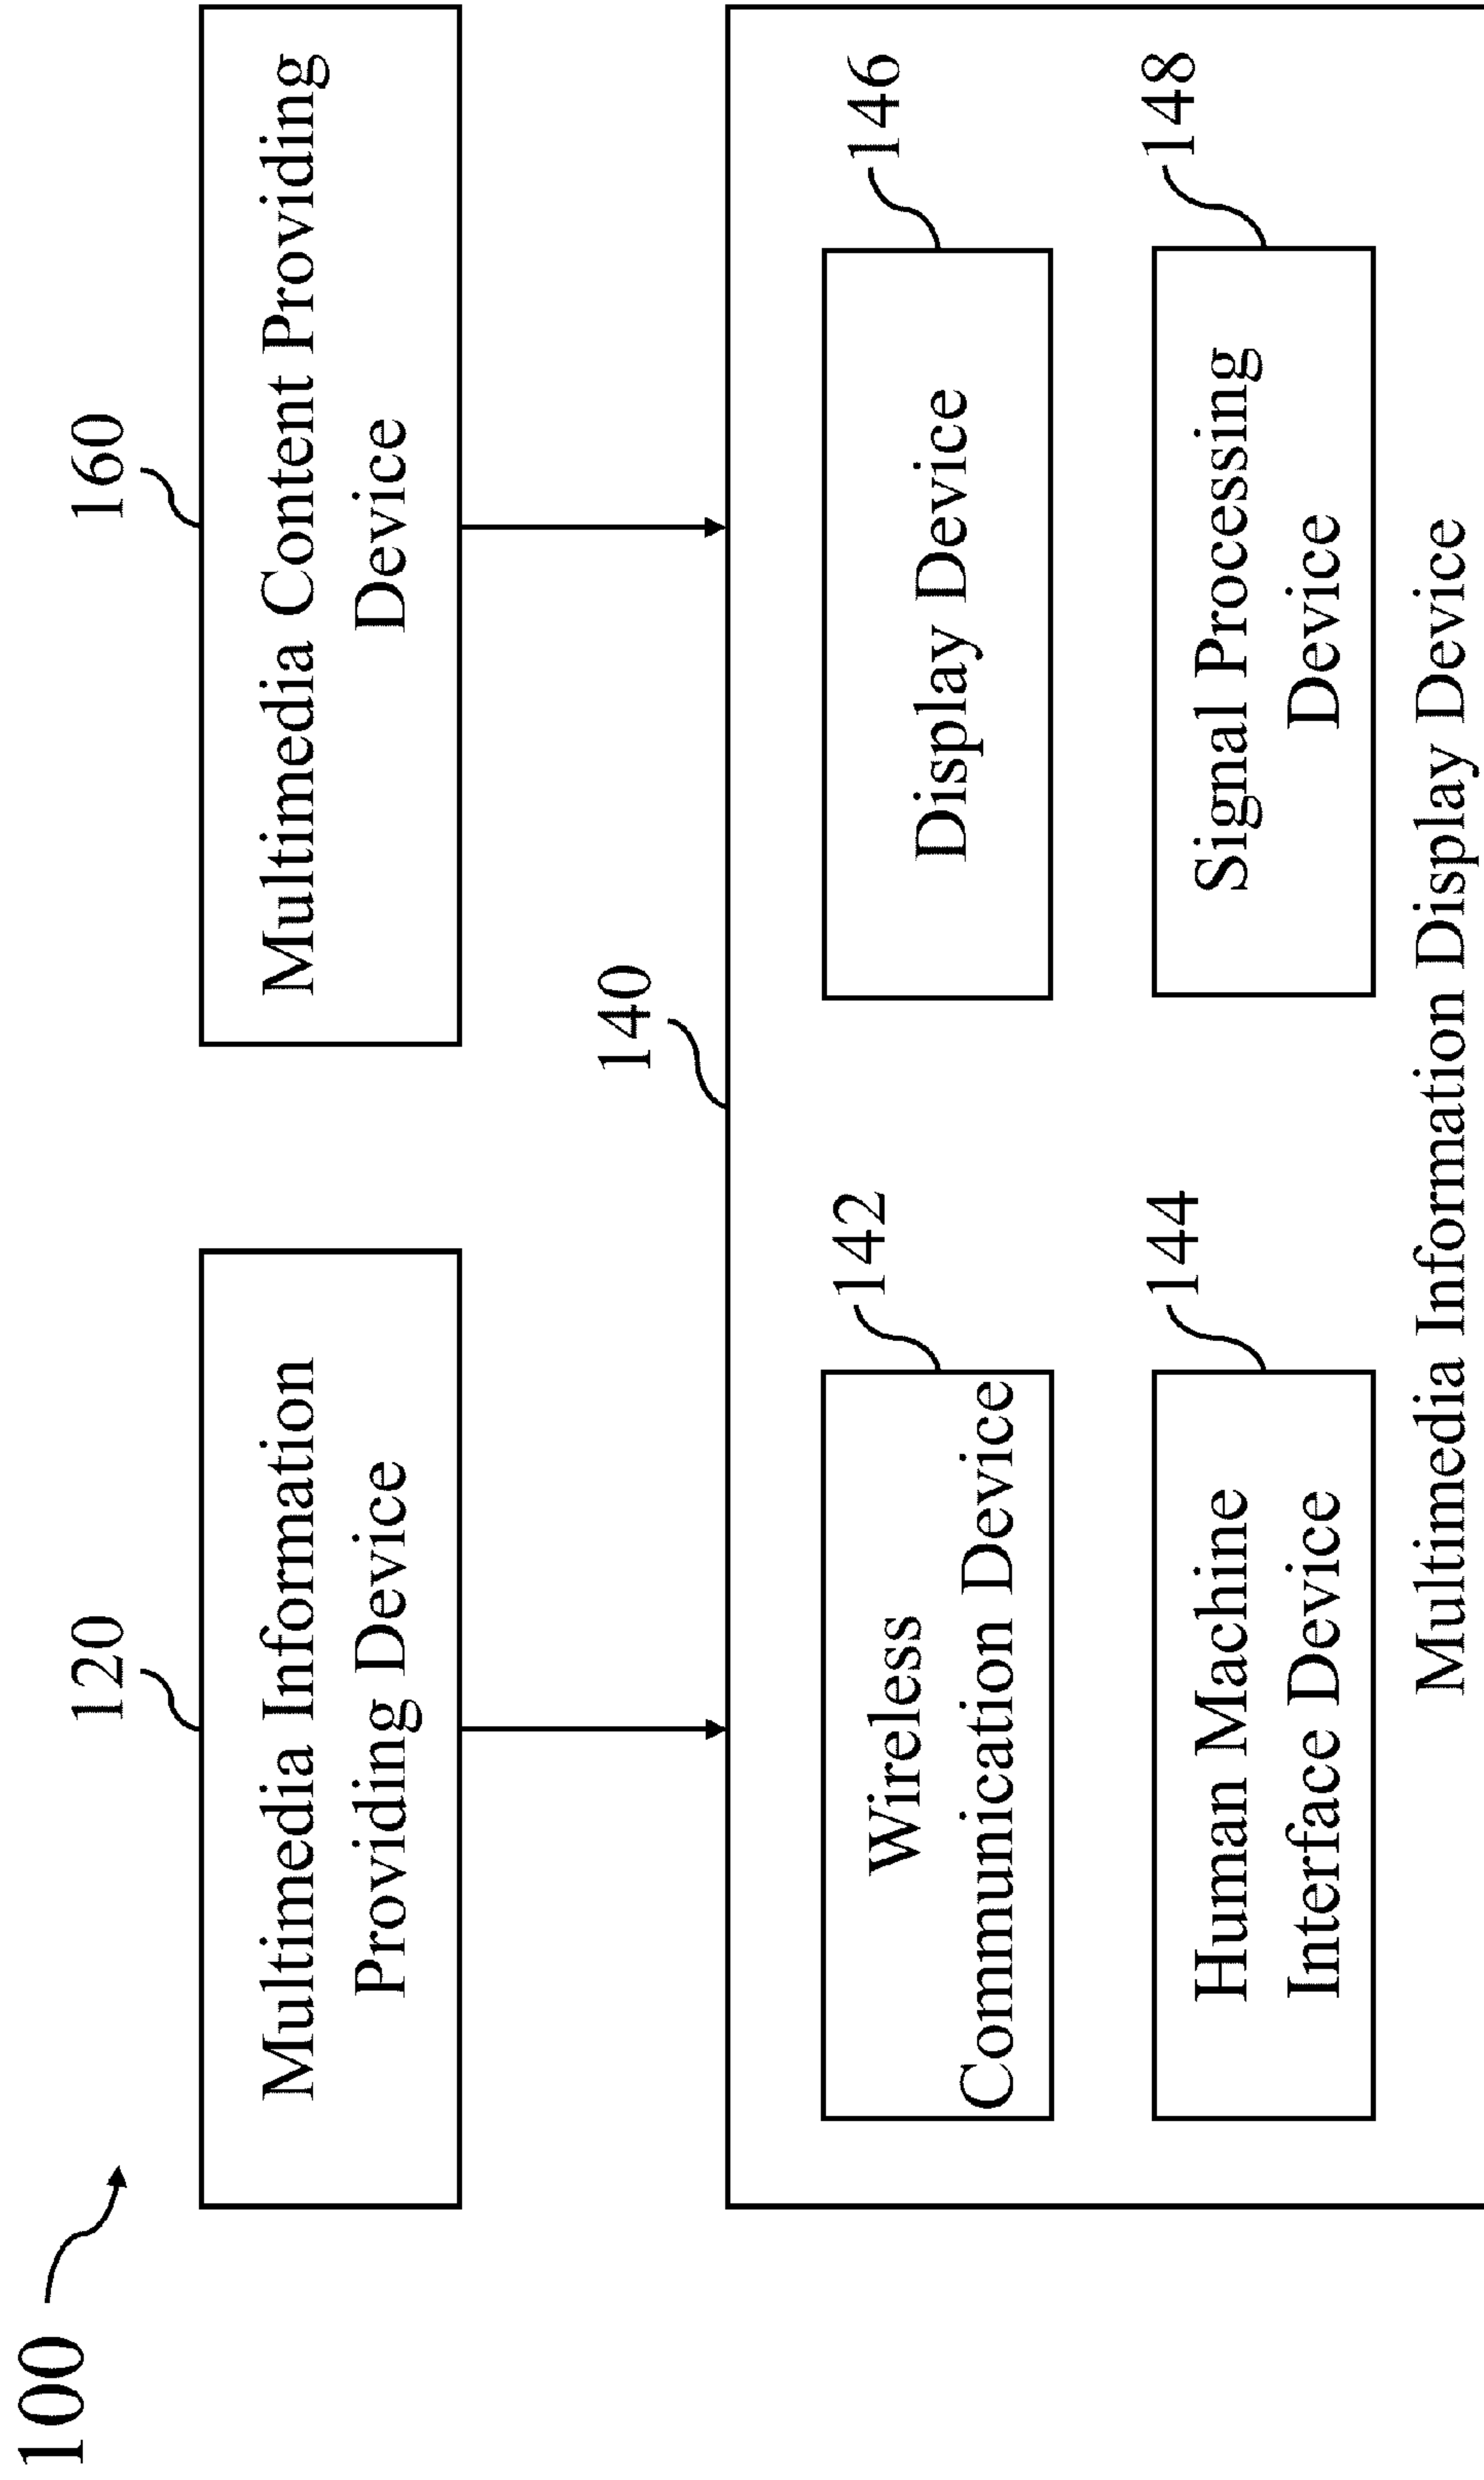 100
120
Multimedia Information
Providing Device
160
Multimedia Content Providing
Device
140
142
Wireless
Communication Device
146
Display Device
144
Human Machine
Interface Device
148
Signal Processing
Device
Multimedia Information Display Device